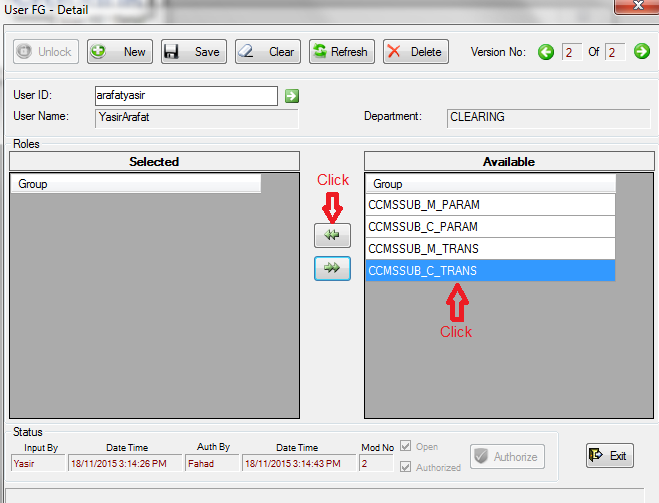 User FG - Detail
Unlock New Save Clear Refresh Delete Version No: 2 Of 2
User ID: arafatyasir
User Name: YasirArafat Department: CLEARING
Roles
Selected Available
Click
Group Group
CCMSSUB_M_PARAM
CCMSSUB_C_PARAM
CCMSSUB_M_TRANS
CCMSSUB_C_TRANS
Click
Status
Input By Date Time Auth By Date Time Mod No Open
Yasir 18/11/2015 3:14:26 PM Fahad 18/11/2015 3:14:43 PM 2 Authorized
Authorize Exit